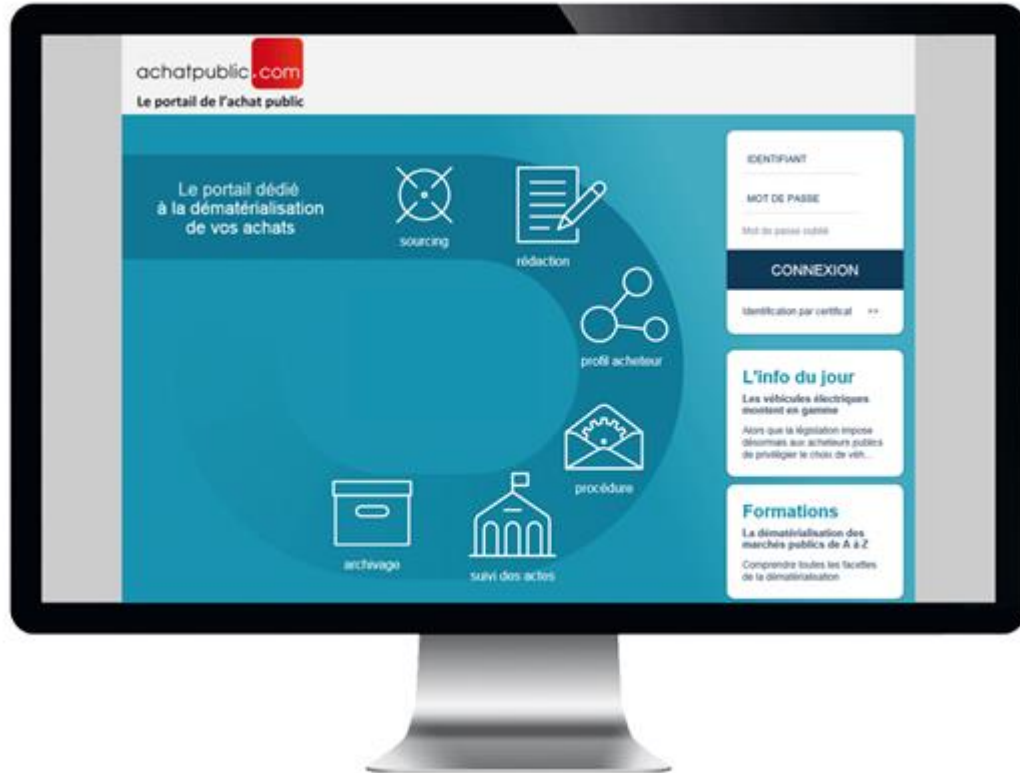 achatpublic.com
Le portail de l'achat public
Le portail dédié
à la dématérialisation
de vos achats
sourcing
rédaction
profil acheteur
procédure
suivi des actes
archivage
IDENTIFIANT
MOT DE PASSE
Mot de passe oublié
CONNEXION
Identification par certificat >>
L'info du jour
Les véhicules électriques
montent en gamme
Alors que la législation impose
désormais aux acheteurs publics
de privilégier le choix de véh...
Formations
La dématérialisation des
marchés publics de A à Z
Comprendre toutes les facettes
de la dématérialisation